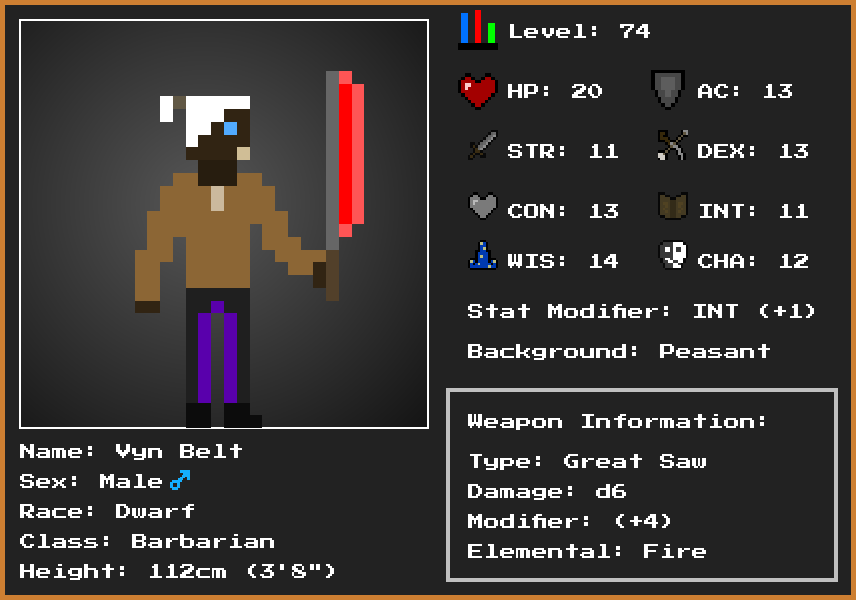 Level: 74
HP: 20 AC: 13
STR: 11 DEX: 13
CON: 13 INT: 11
WIS: 14 CHA: 12
Stat Modifier: INT (+1)
Background: Peasant
Weapon Information:
Type: Great Saw
Damage: d6
Modifier: (+4)
Elemental: Fire
Name: Vyn Belt
Sex: Male ♂
Race: Dwarf
Class: Barbarian
Height: 112cm (3'8")